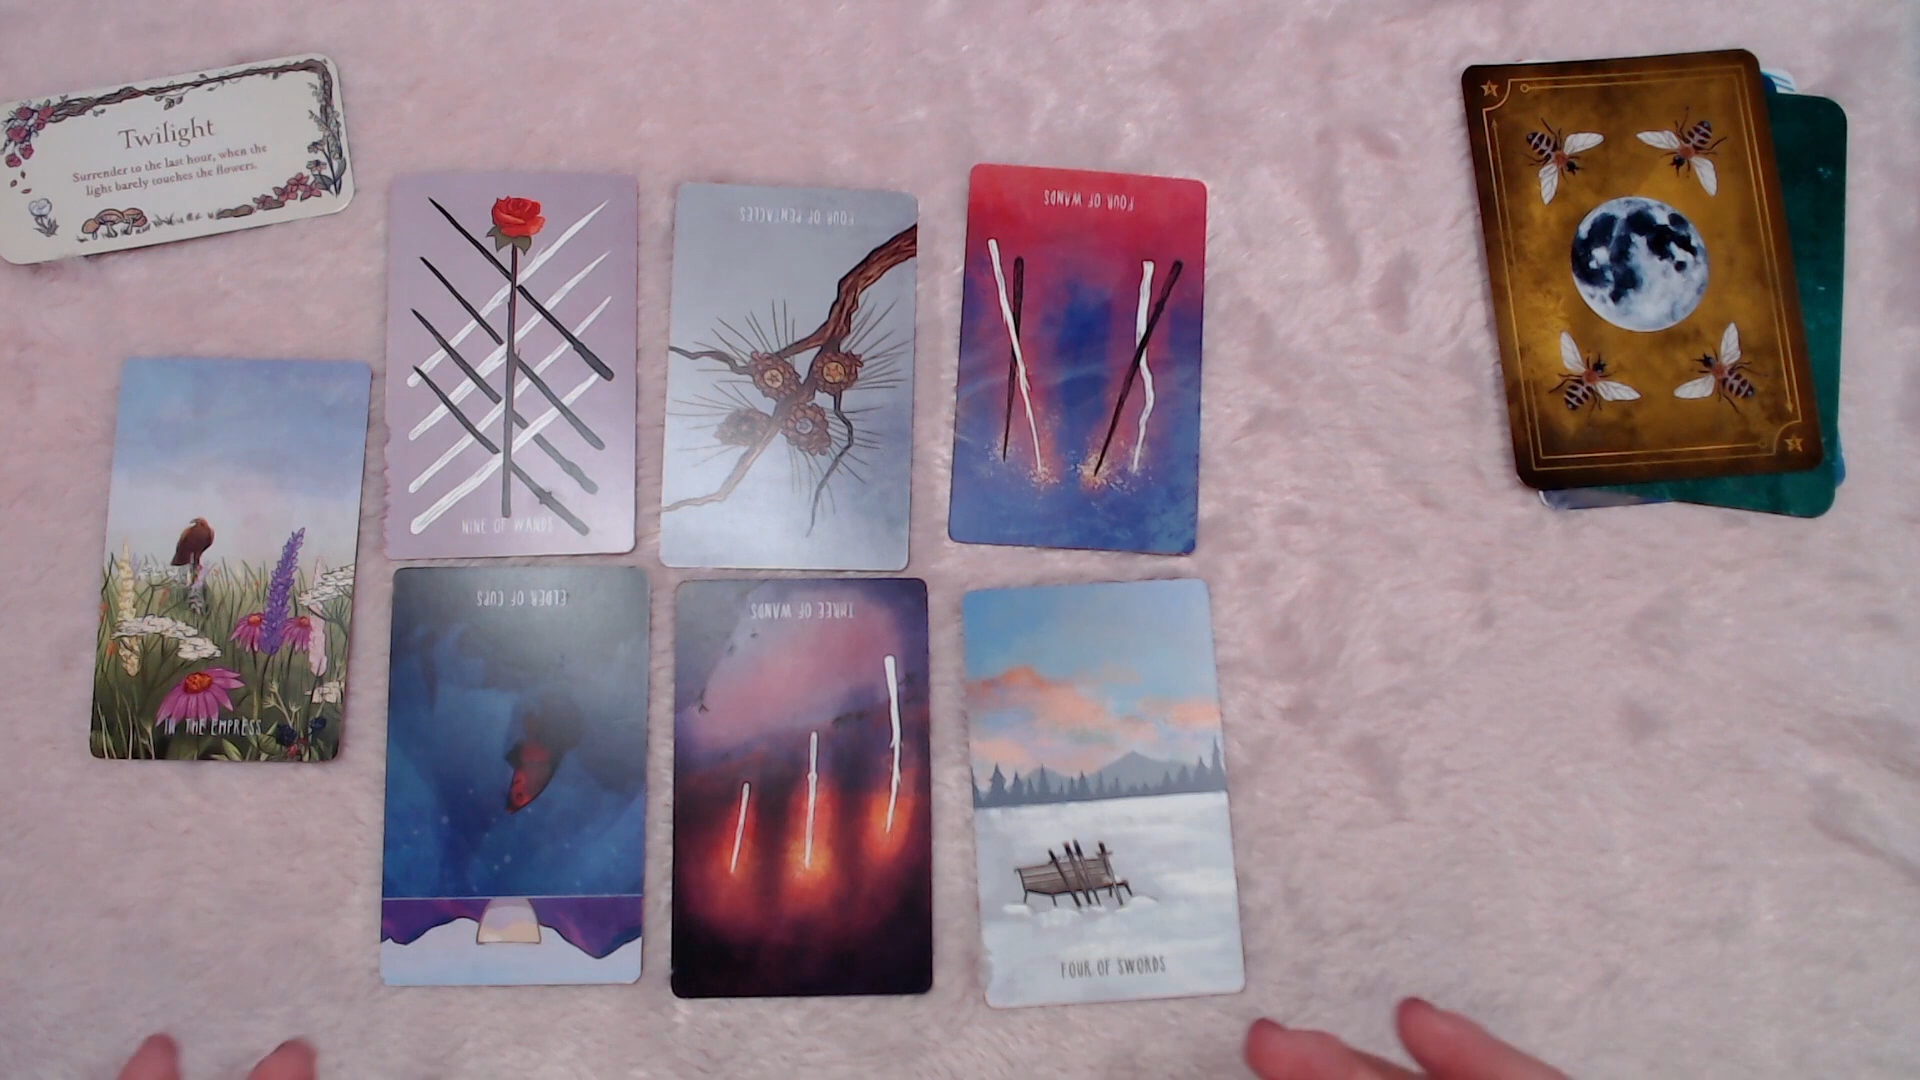 Twilight
Surrender to the last hour, when the
light barely touches the flowers.
NINE OF WANDS
FOUR OF PENTACLES
FOUR OF WANDS
III THE EMPRESS
ELDER OF CUPS
THREE OF WANDS
FOUR OF SWORDS